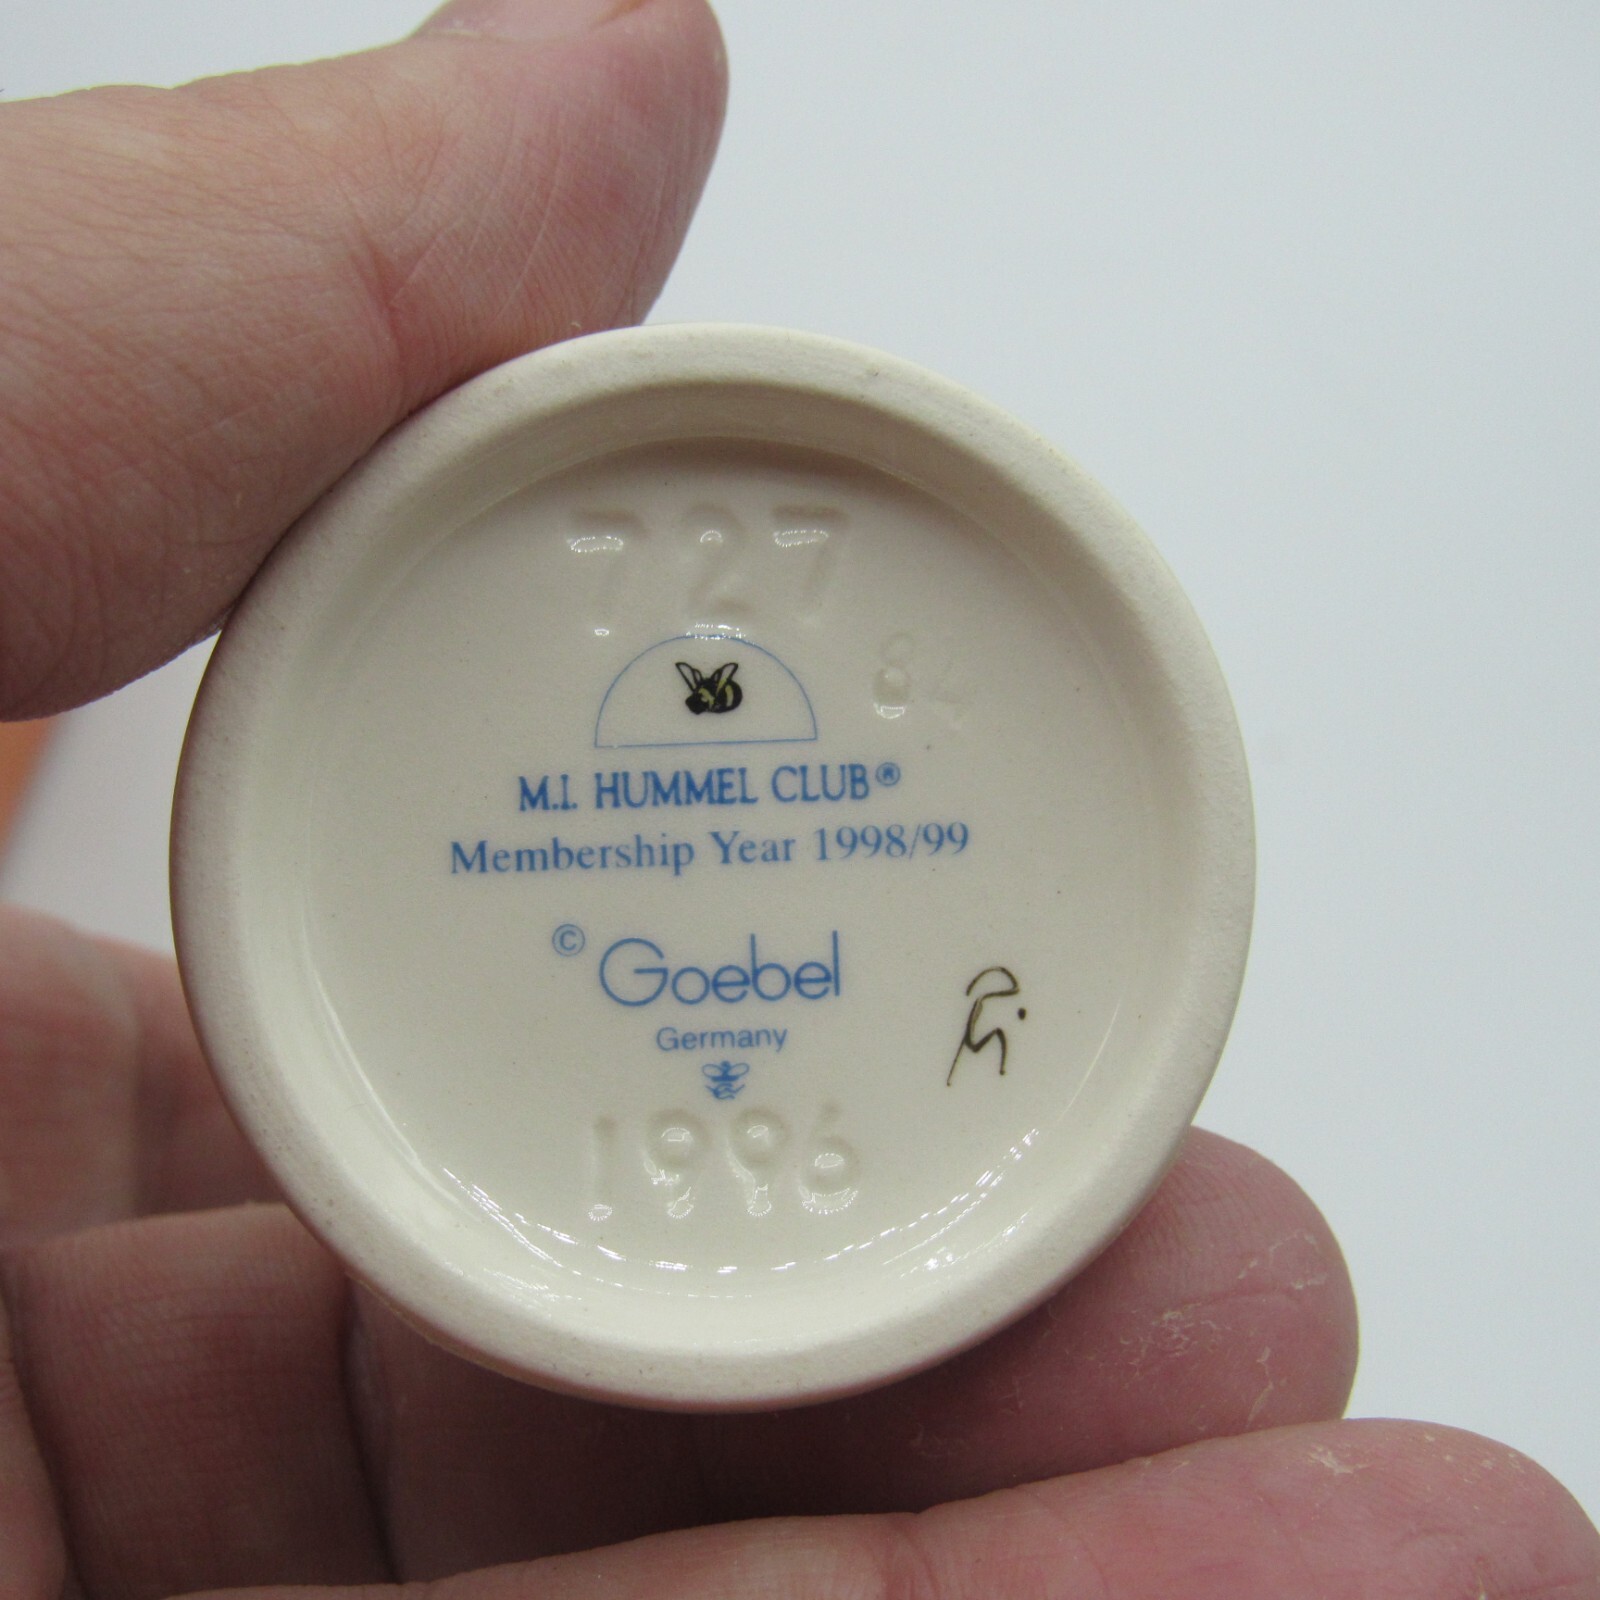 727
84
M.I. HUMMEL CLUB®
Membership Year 1998/99
© Goebel
Germany
1996